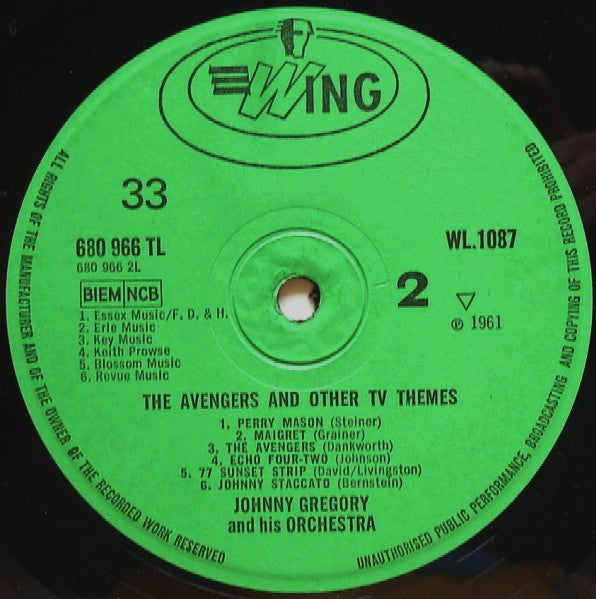 WING
33
680 966 TL
680 966 2L
BIEM NCB
WL.1087
2
℗ 1961
1. Essex Music/F. D. & H.
2. Erle Music
3. Key Music
4. Keith Prowse
5. Blossom Music
6. Revue Music
THE AVENGERS AND OTHER TV THEMES
1. PERRY MASON (Steiner)
2. MAIGRET (Grainer)
3. THE AVENGERS (Dankworth)
4. ECHO FOUR-TWO (Johnson)
5. 77 SUNSET STRIP (David/Livingston)
6. JOHNNY STACCATO (Bernstein)
JOHNNY GREGORY
and his ORCHESTRA
ALL RIGHTS OF THE MANUFACTURER AND OF THE OWNER OF THE RECORDED WORK RESERVED
UNAUTHORISED PUBLIC PERFORMANCE, BROADCASTING AND COPYING OF THIS RECORD PROHIBITED